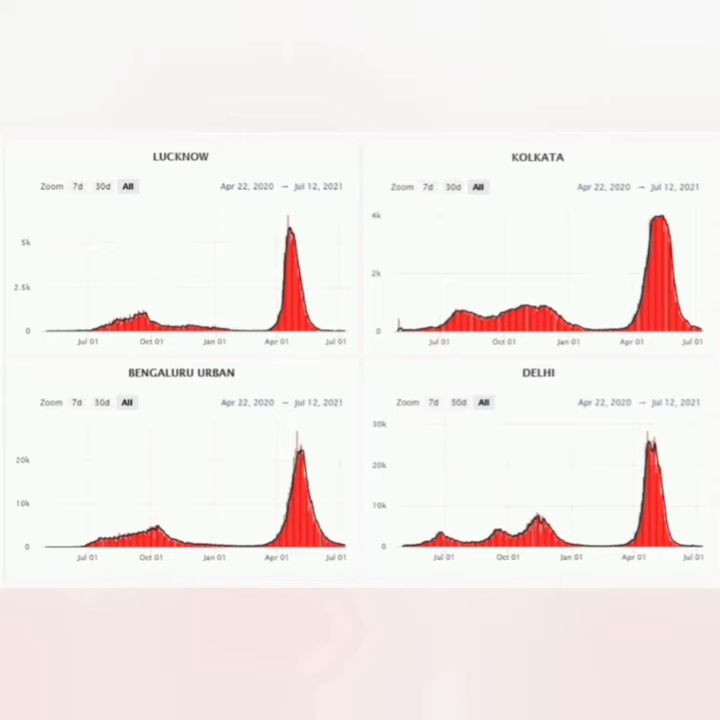 LUCKNOW
Zoom 7d 30d All Apr 22, 2020 → Jul 12, 2021
5k
2.5k
0
Jul 01 Oct 01 Jan 01 Apr 01 Jul 01
KOLKATA
Zoom 7d 30d All Apr 22, 2020 → Jul 12, 2021
4k
2k
0
Jul 01 Oct 01 Jan 01 Apr 01 Jul 01
BENGALURU URBAN
Zoom 7d 30d All Apr 22, 2020 → Jul 12, 2021
20k
10k
0
Jul 01 Oct 01 Jan 01 Apr 01 Jul 01
DELHI
Zoom 7d 30d All Apr 22, 2020 → Jul 12, 2021
30k
20k
10k
0
Jul 01 Oct 01 Jan 01 Apr 01 Jul 01